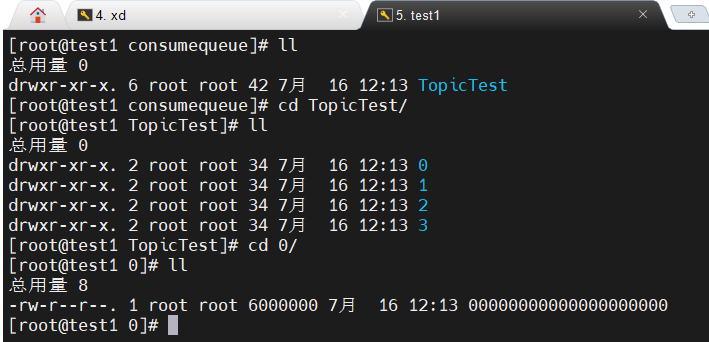 4. xd
5. test1
[root@test1 consumequeue]# ll
总用量 0
drwxr-xr-x. 6 root root 42 7月  16 12:13 TopicTest
[root@test1 consumequeue]# cd TopicTest/
[root@test1 TopicTest]# ll
总用量 0
drwxr-xr-x. 2 root root 34 7月  16 12:13 0
drwxr-xr-x. 2 root root 34 7月  16 12:13 1
drwxr-xr-x. 2 root root 34 7月  16 12:13 2
drwxr-xr-x. 2 root root 34 7月  16 12:13 3
[root@test1 TopicTest]# cd 0/
[root@test1 0]# ll
总用量 8
-rw-r--r--. 1 root root 6000000 7月  16 12:13 00000000000000000000
[root@test1 0]#